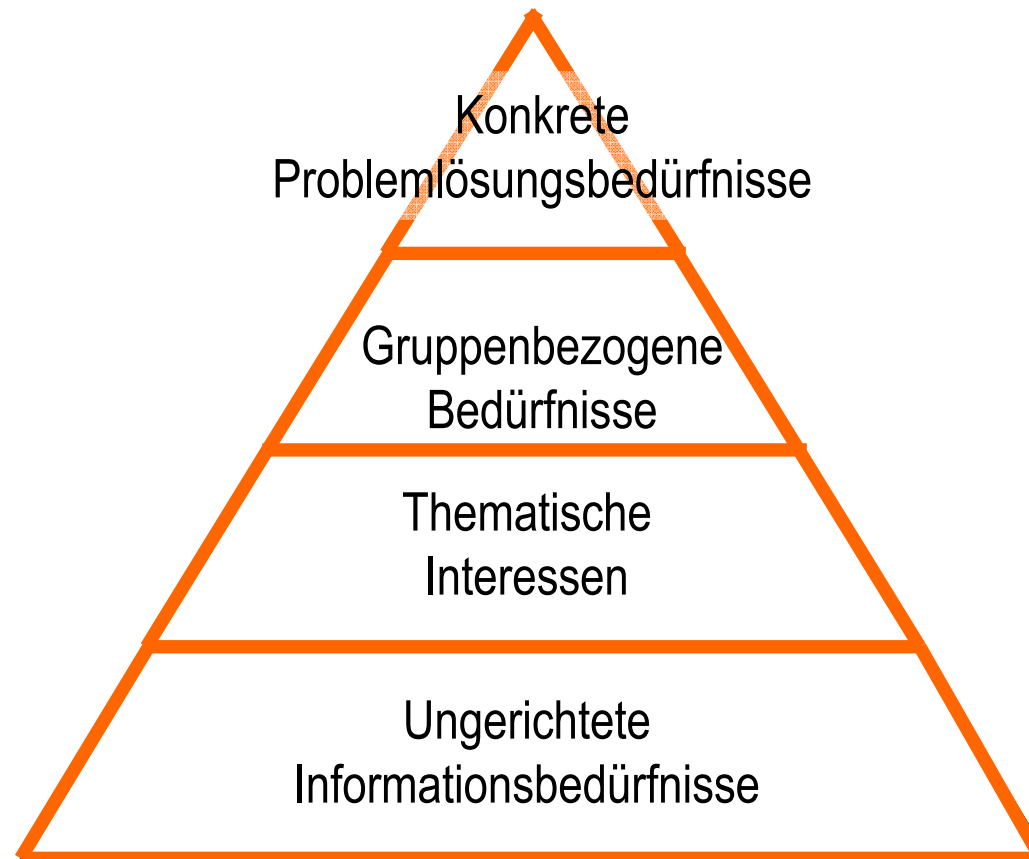 Konkrete
Problemlösungsbedürfnisse
Gruppenbezogene
Bedürfnisse
Thematische
Interessen
Ungerichtete
Informationsbedürfnisse